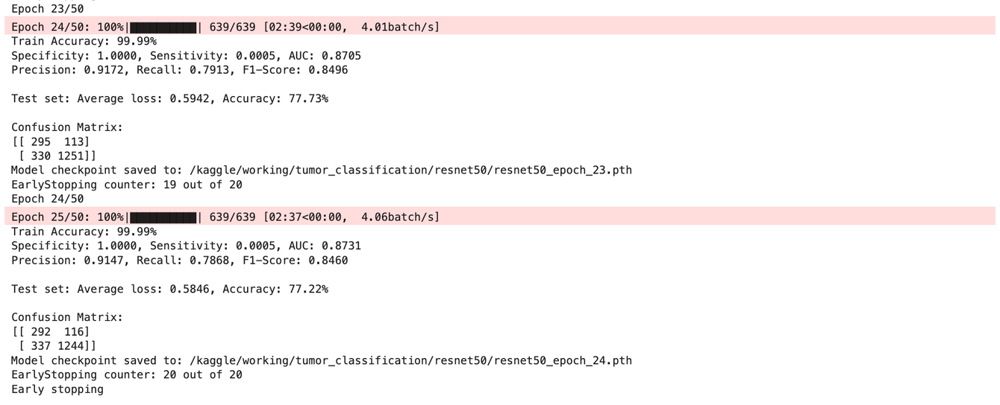 Epoch 23/50
Epoch 24/50: 100%|██████████| 639/639 [02:39<00:00,  4.01batch/s]
Train Accuracy: 99.99%
Specificity: 1.0000, Sensitivity: 0.0005, AUC: 0.8705
Precision: 0.9172, Recall: 0.7913, F1-Score: 0.8496
Test set: Average loss: 0.5942, Accuracy: 77.73%
Confusion Matrix:
[[ 295  113]
 [ 330 1251]]
Model checkpoint saved to: /kaggle/working/tumor_classification/resnet50/resnet50_epoch_23.pth
EarlyStopping counter: 19 out of 20
Epoch 24/50
Epoch 25/50: 100%|██████████| 639/639 [02:37<00:00,  4.06batch/s]
Train Accuracy: 99.99%
Specificity: 1.0000, Sensitivity: 0.0005, AUC: 0.8731
Precision: 0.9147, Recall: 0.7868, F1-Score: 0.8460
Test set: Average loss: 0.5846, Accuracy: 77.22%
Confusion Matrix:
[[ 292  116]
 [ 337 1244]]
Model checkpoint saved to: /kaggle/working/tumor_classification/resnet50/resnet50_epoch_24.pth
EarlyStopping counter: 20 out of 20
Early stopping